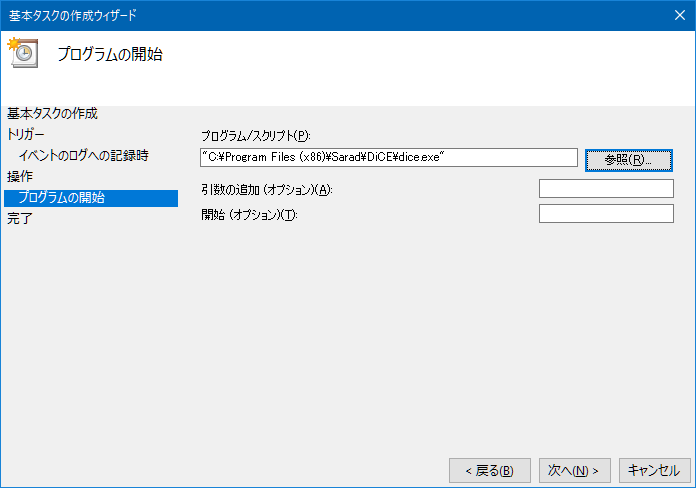 基本タスクの作成ウィザード
プログラムの開始
基本タスクの作成
トリガー
イベントのログへの記録時
操作
プログラムの開始
完了
プログラム/スクリプト(P):
"C:¥Program Files (x86)¥Sarad¥DiCE¥dice.exe"
参照(R)...
引数の追加 (オプション)(A):
開始 (オプション)(T):
< 戻る(B)
次へ(N) >
キャンセル